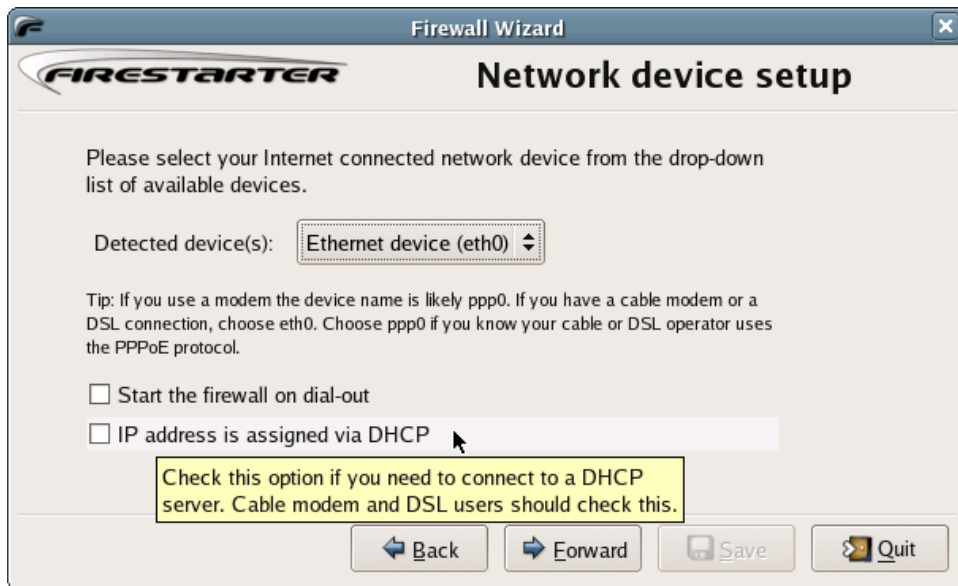 Firewall Wizard
FIRESTARTER
Network device setup
Please select your Internet connected network device from the drop-down
list of available devices.
Detected device(s): Ethernet device (eth0)
Tip: If you use a modem the device name is likely ppp0. If you have a cable modem or a
DSL connection, choose eth0. Choose ppp0 if you know your cable or DSL operator uses
the PPPoE protocol.
Start the firewall on dial-out
IP address is assigned via DHCP
Check this option if you need to connect to a DHCP
server. Cable modem and DSL users should check this.
Back Forward Save Quit